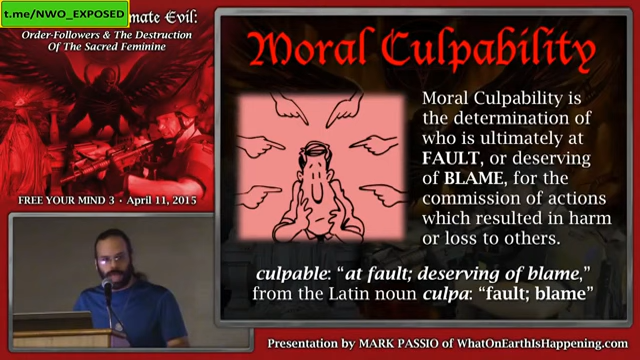 t.me/NWO_EXPOSED
mate Evil:
Order-Followers & The Destruction
Of The Sacred Feminine
FREE YOUR MIND 3 · April 11, 2015
Moral Culpability
Moral Culpability is
the determination of
who is ultimately at
FAULT, or deserving
of BLAME, for the
commission of actions
which resulted in harm
or loss to others.
culpable: “at fault; deserving of blame,”
from the Latin noun culpa: “fault; blame”
Presentation by MARK PASSIO of WhatOnEarthIsHappening.com